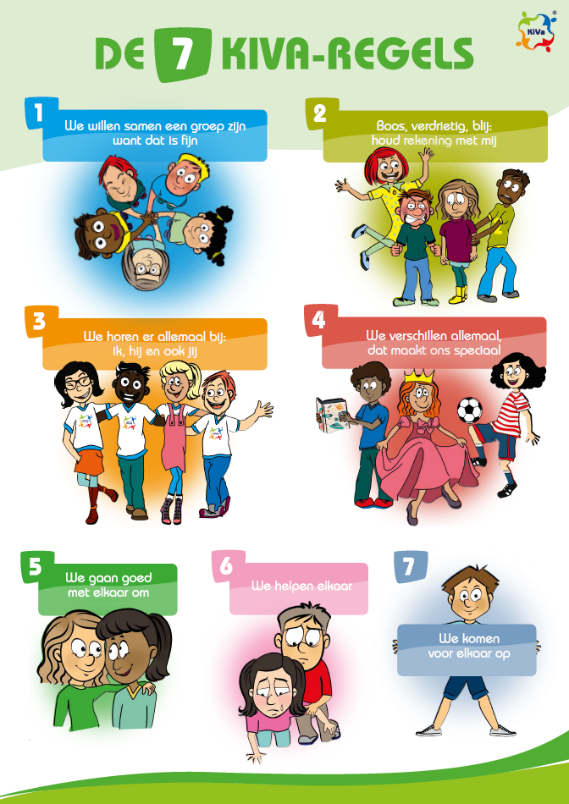 KiVa®
DE 7 KIVA-REGELS
1
We willen samen een groep zijn
want dat is fijn
2
Boos, verdrietig, blij:
houd rekening met mij
3
We horen er allemaal bij:
ik, hij en ook jij
4
We verschillen allemaal,
dat maakt ons speciaal
5
We gaan goed
met elkaar om
6
We helpen elkaar
7
We komen
voor elkaar op